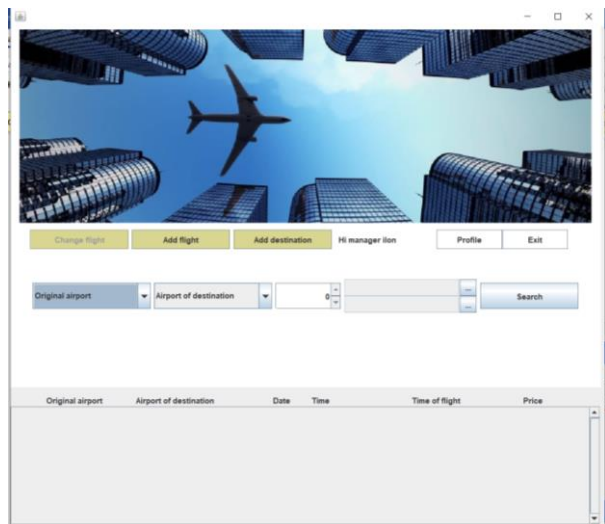 Change flight Add flight Add destination Hi manager ilon Profile Exit
Original airport Airport of destination 0 ... Search
...
Original airport Airport of destination Date Time Time of flight Price